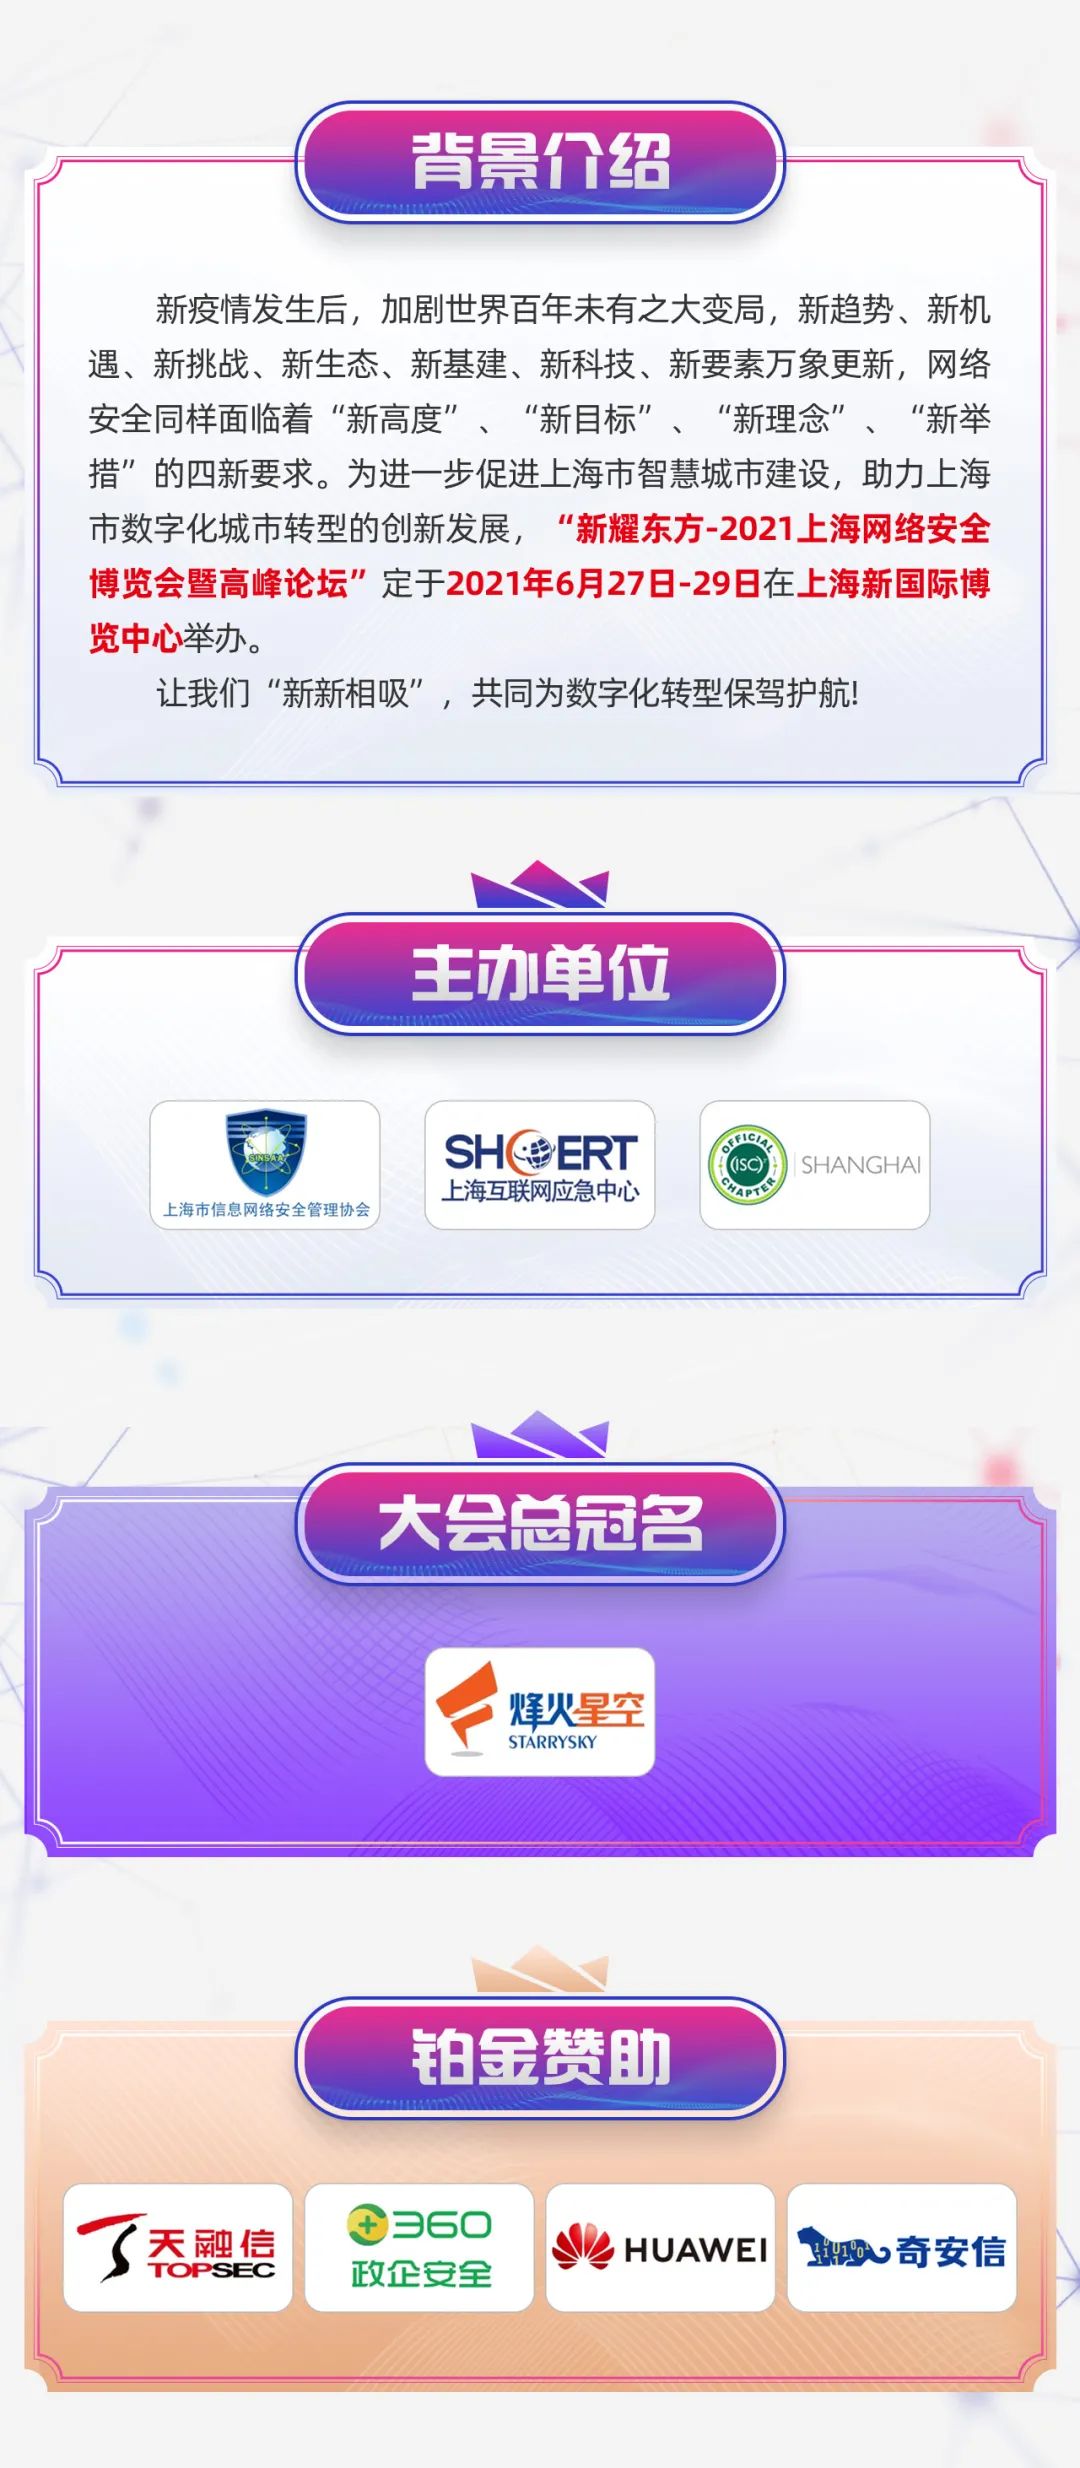 背景介绍
新疫情发生后，加剧世界百年未有之大变局，新趋势、新机
遇、新挑战、新生态、新基建、新科技、新要素万象更新，网络
安全同样面临着“新高度”、“新目标”、“新理念”、“新举
措”的四新要求。为进一步促进上海市智慧城市建设，助力上海
市数字化城市转型的创新发展，“新耀东方-2021上海网络安全
博览会暨高峰论坛”定于2021年6月27日-29日在上海新国际博
览中心举办。
让我们“新新相吸”，共同为数字化转型保驾护航!
主办单位
SINSAA
上海市信息网络安全管理协会
SHCERT
上海互联网应急中心
OFFICIAL
(ISC)²
CHAPTER
SHANGHAI
大会总冠名
烽火星空
STARRYSKY
铂金赞助
天融信
TOPSEC
360
政企安全
HUAWEI
奇安信